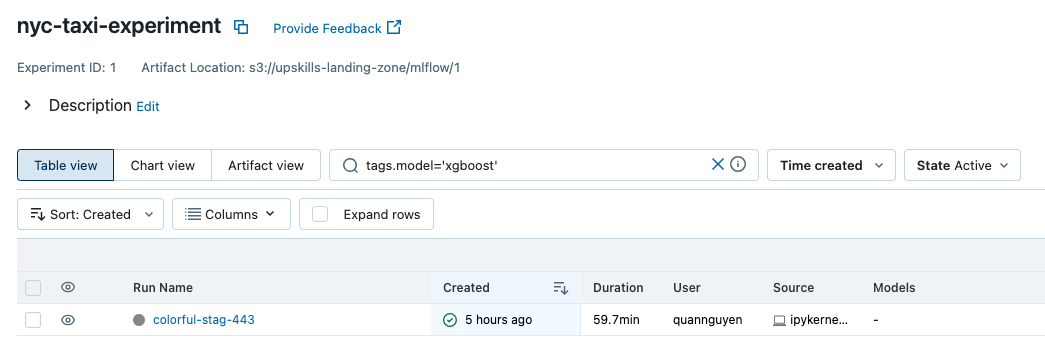 nyc-taxi-experiment Provide Feedback
Experiment ID: 1 Artifact Location: s3://upskills-landing-zone/mlflow/1
Description Edit
Table view Chart view Artifact view tags.model='xgboost' Time created State Active
Sort: Created Columns Expand rows
Run Name Created Duration User Source Models
colorful-stag-443 5 hours ago 59.7min quannguyen ipykerne... -